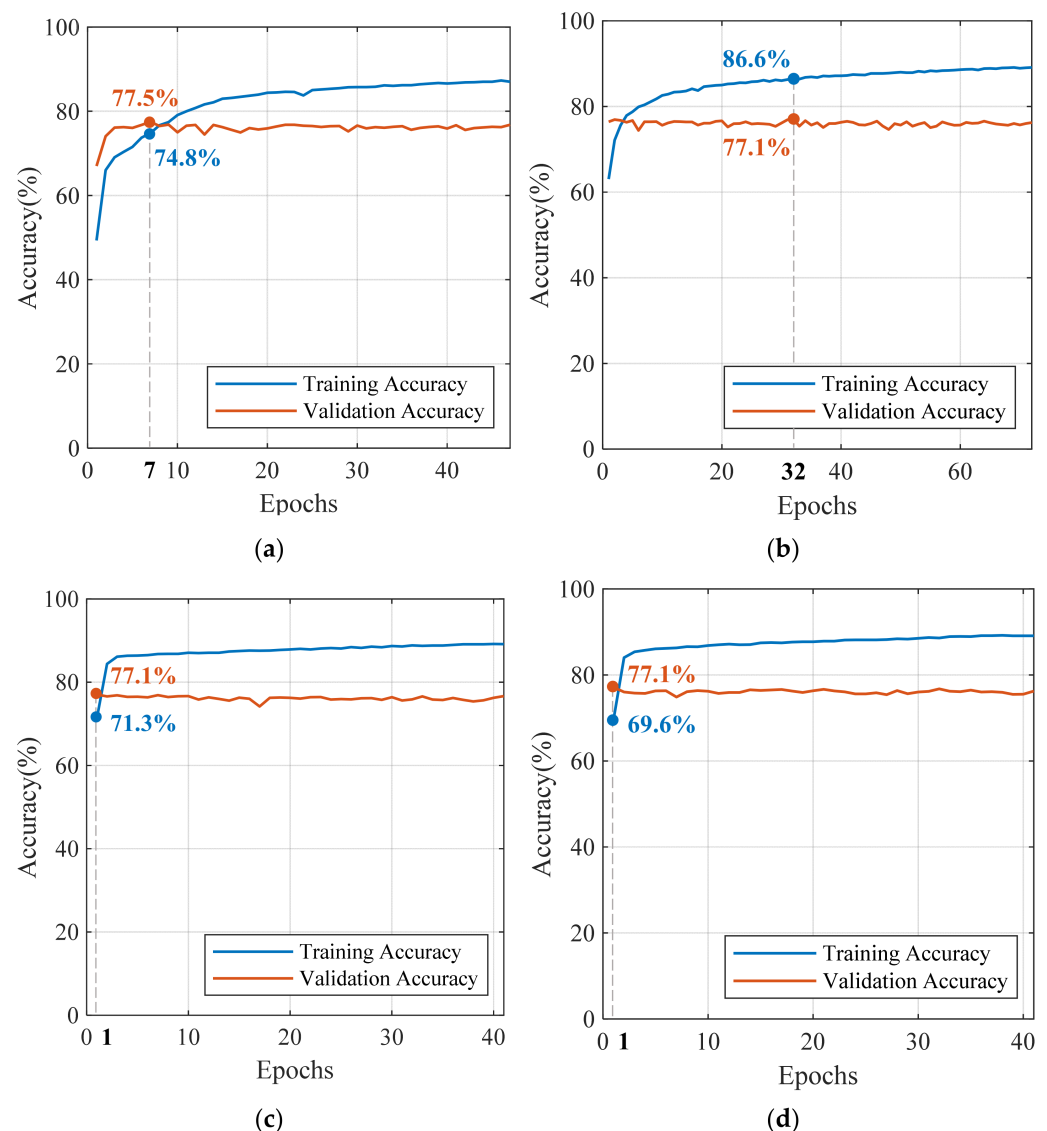 100
80
60
40
20
0
Accuracy(%)
77.5%
74.8%
Training Accuracy
Validation Accuracy
0 7 10 20 30 40
Epochs
(a)
100
80
60
40
20
0
Accuracy(%)
86.6%
77.1%
Training Accuracy
Validation Accuracy
0 20 32 40 60
Epochs
(b)
100
80
60
40
20
0
Accuracy(%)
77.1%
71.3%
Training Accuracy
Validation Accuracy
0 1 10 20 30 40
Epochs
(c)
100
80
60
40
20
0
Accuracy(%)
77.1%
69.6%
Training Accuracy
Validation Accuracy
0 1 10 20 30 40
Epochs
(d)